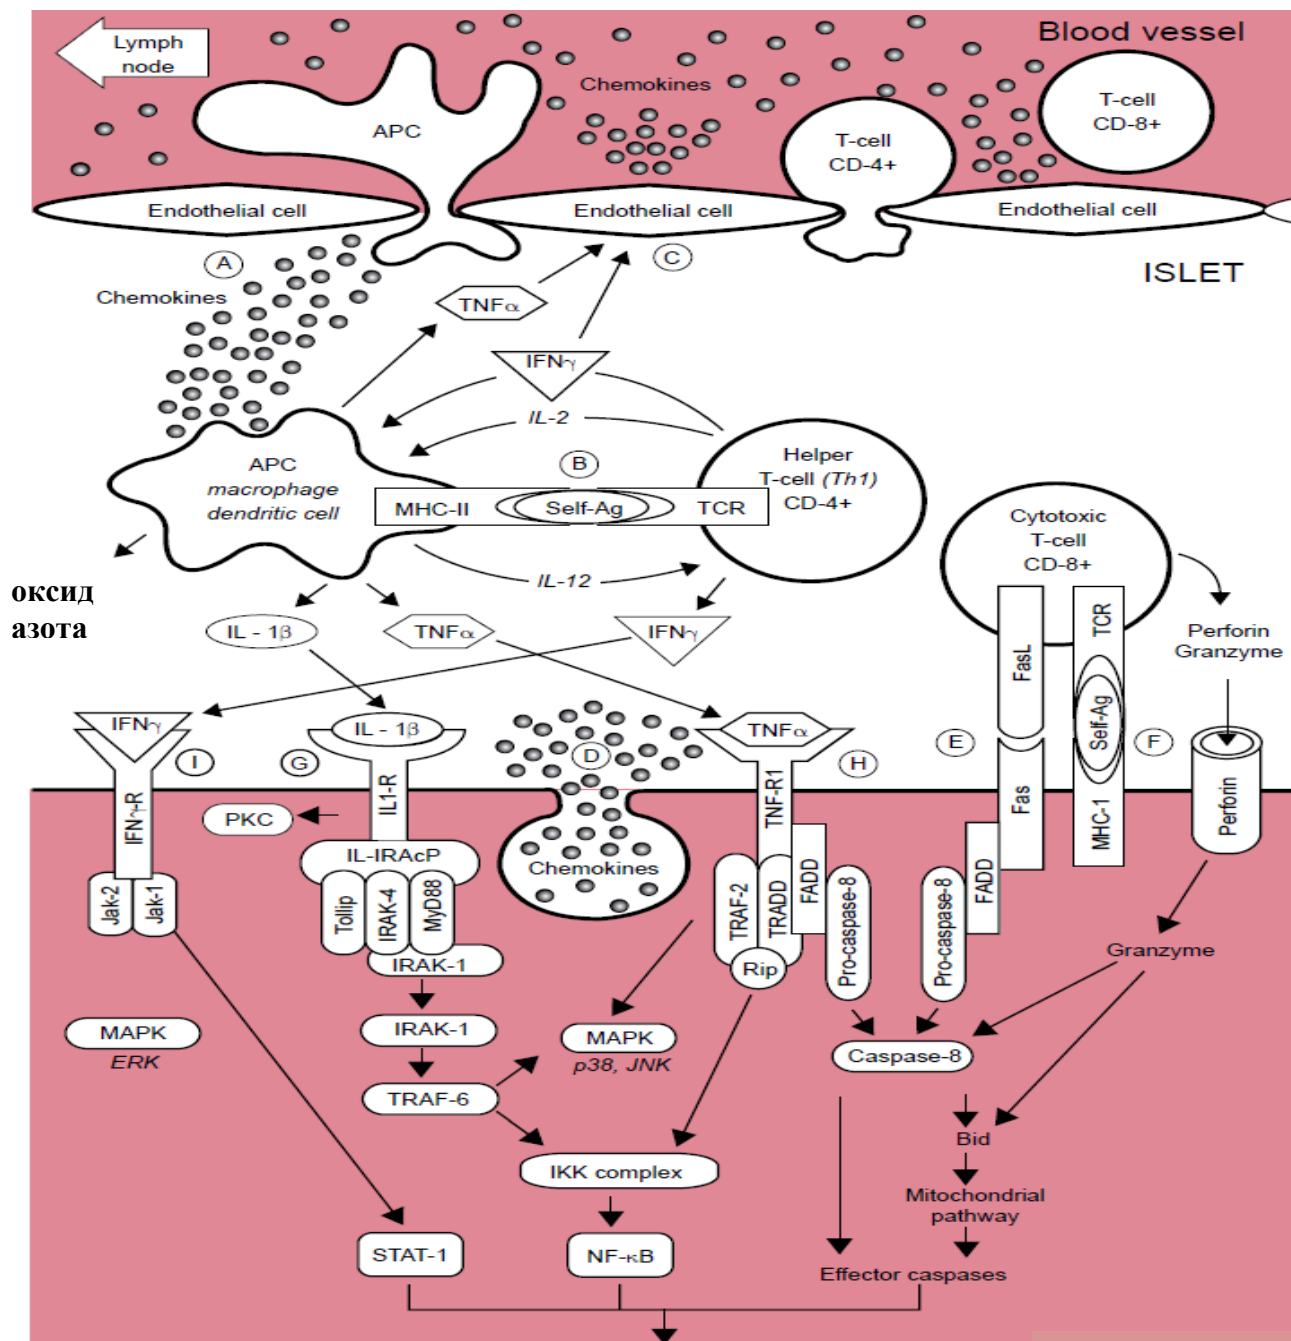 Blood vessel
Lymph
node
Chemokines
APC
T-cell
CD-8+
T-cell
CD-4+
Endothelial cell
Endothelial cell
Endothelial cell
A
C
ISLET
Chemokines
TNFα
IFNγ
IL-2
B
APC
macrophage
dendritic cell
MHC-II
Self-Ag
TCR
Helper
T-cell (Th1)
CD-4+
Cytotoxic
T-cell
CD-8+
IL-12
оксид
азота
IL - 1β
TNFα
IFNγ
FasL
TCR
Perforin
Granzyme
Self-Ag
IFNγ
IL - 1β
TNFα
I
G
D
H
E
F
IFNγ-R
IL1-R
TNF-R1
Fas
MHC-1
Perforin
PKC
IL-IRAcP
Chemokines
Jak-2
Jak-1
Tollip
IRAK-4
MyD88
TRAF-2
TRADD
FADD
Pro-caspase-8
Pro-caspase-8
FADD
IRAK-1
Rip
Granzyme
MAPK
ERK
IRAK-1
MAPK
p38, JNK
Caspase-8
TRAF-6
Bid
IKK complex
Mitochondrial
pathway
STAT-1
NF-κB
Effector caspases